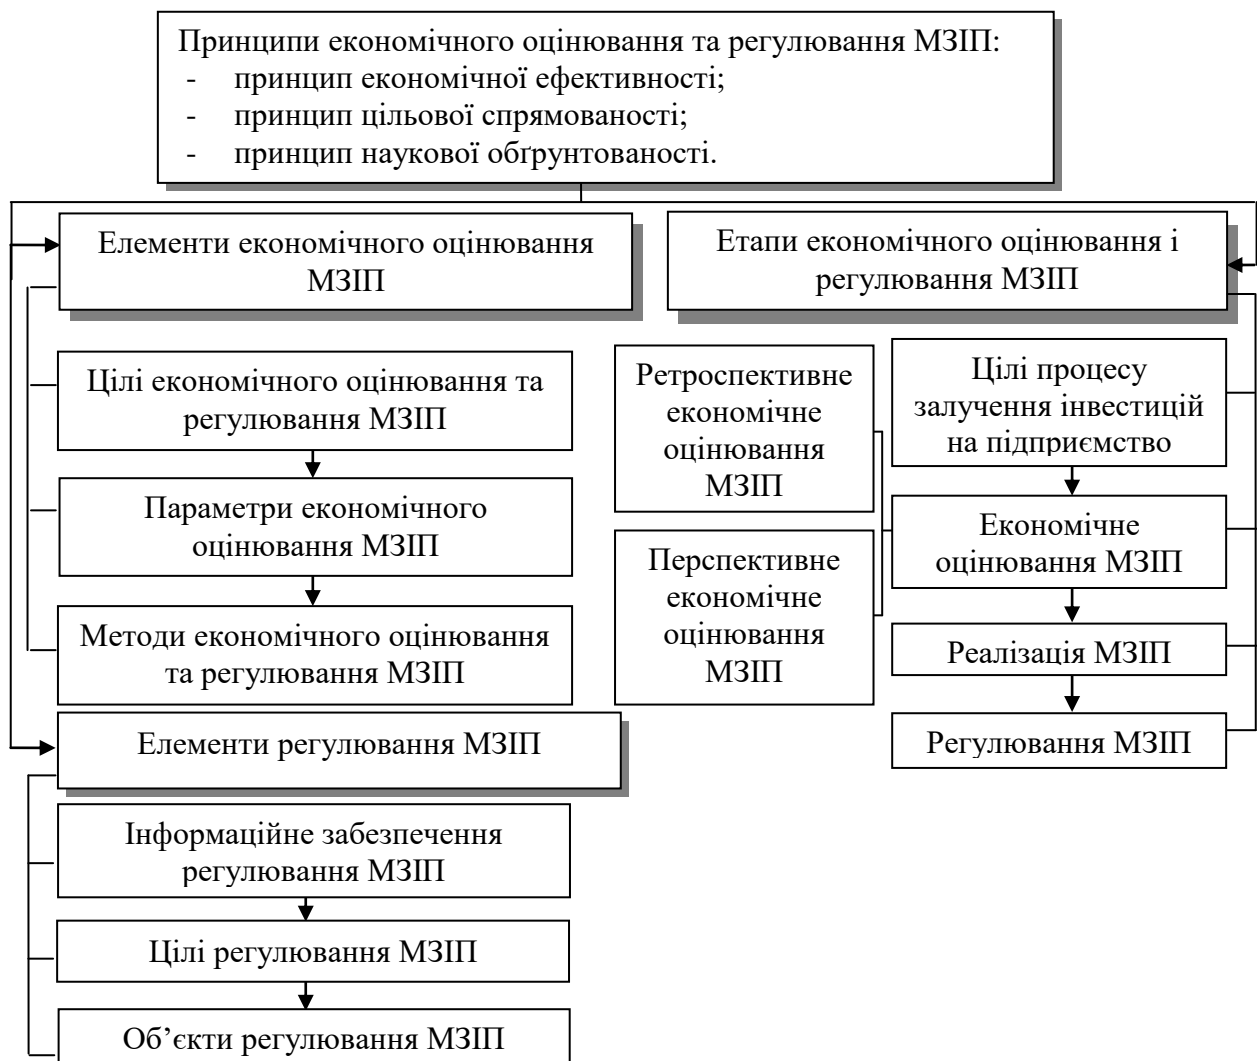 Принципи економічного оцінювання та регулювання МЗІП:
- принцип економічної ефективності;
- принцип цільової спрямованості;
- принцип наукової обґрунтованості.
Елементи економічного оцінювання
МЗІП
Етапи економічного оцінювання і
регулювання МЗІП
Цілі економічного оцінювання та
регулювання МЗІП
Параметри економічного
оцінювання МЗІП
Методи економічного оцінювання
та регулювання МЗІП
Ретроспективне
економічне
оцінювання
МЗІП
Перспективне
економічне
оцінювання
МЗІП
Цілі процесу
залучення інвестицій
на підприємство
Економічне
оцінювання МЗІП
Реалізація МЗІП
Регулювання МЗІП
Елементи регулювання МЗІП
Інформаційне забезпечення
регулювання МЗІП
Цілі регулювання МЗІП
Об’єкти регулювання МЗІП